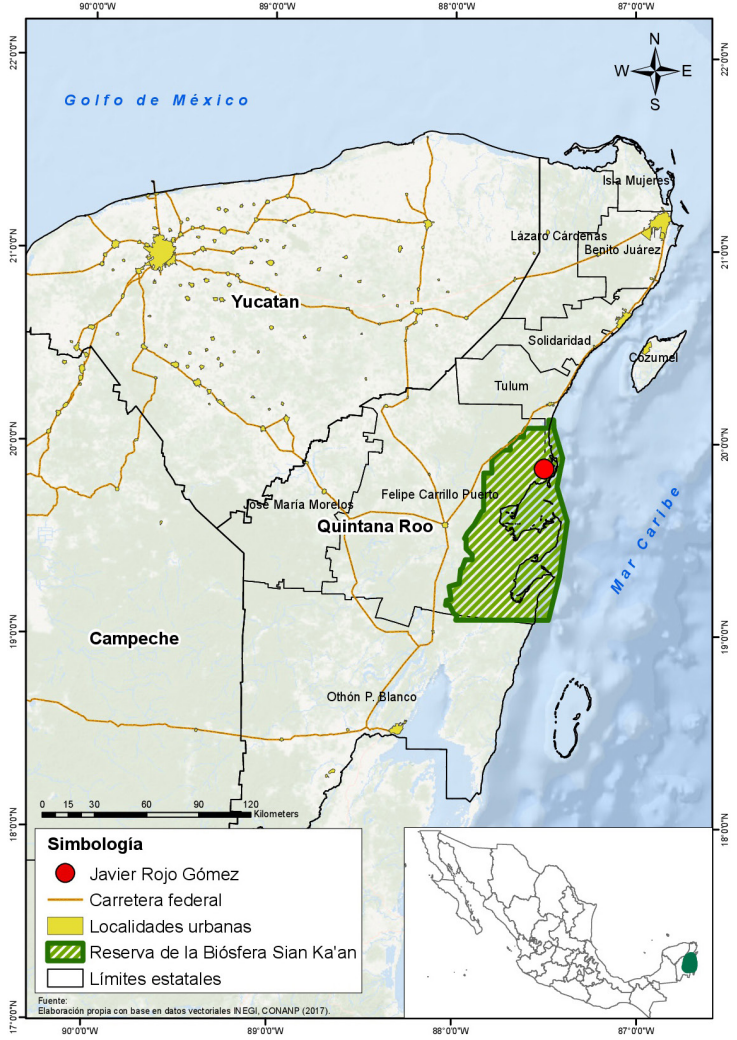 90°0'0"W 89°0'0"W 88°0'0"W 87°0'0"W
22°0'0"N
22°0'0"N
N
W E
S
Golfo de México
Isla Mujeres
Lázaro Cárdenas
Benito Juárez
21°0'0"N
21°0'0"N
Yucatan
Solidaridad
Cozumel
Tulum
20°0'0"N
20°0'0"N
Felipe Carrillo Puerto
José María Morelos
Quintana Roo
Mar Caribe
19°0'0"N
19°0'0"N
Campeche
Othón P. Blanco
0 15 30 60 90 120
Kilometers
18°0'0"N
18°0'0"N
Simbología
Javier Rojo Gómez
Carretera federal
Localidades urbanas
Reserva de la Biósfera Sian Ka'an
Límites estatales
Fuente:
Elaboración propia con base en datos vectoriales INEGI, CONANP (2017).
17°0'0"N
90°0'0"W 89°0'0"W 88°0'0"W 87°0'0"W